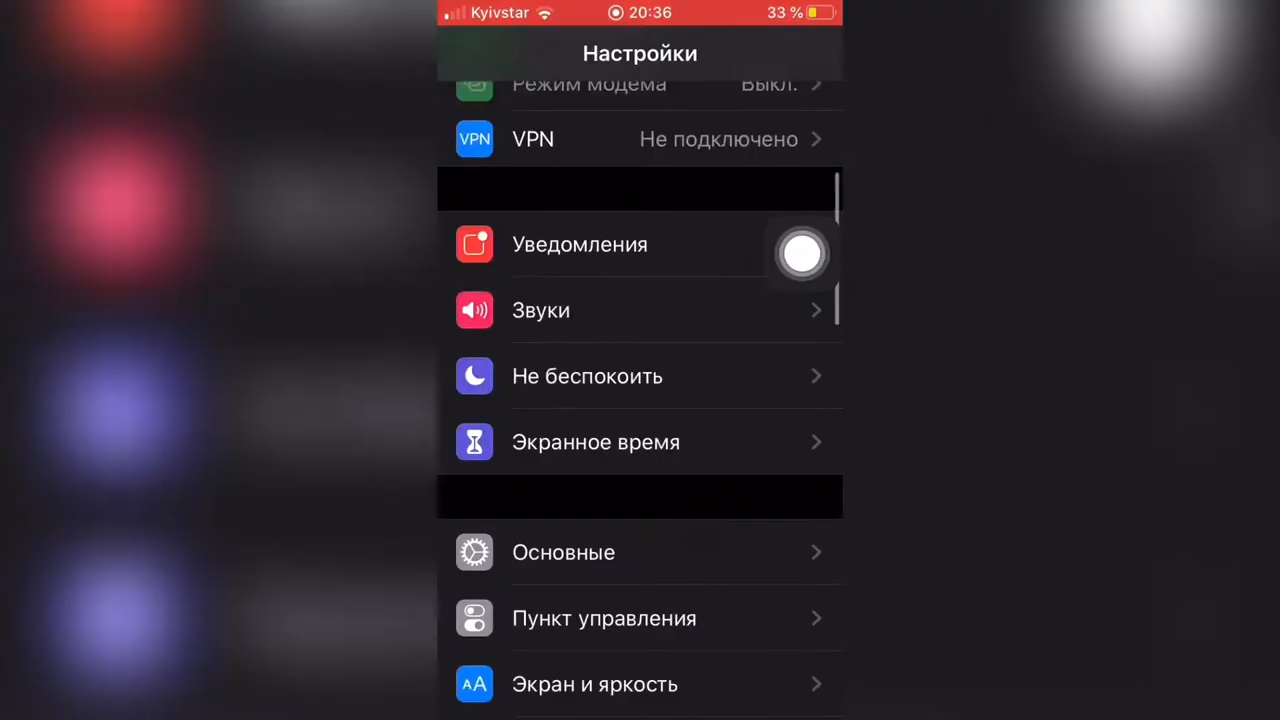 Kyivstar 20:36 33 %
Настройки
Режим модема Выкл.
VPN VPN Не подключено
Уведомления
Звуки
Не беспокоить
Экранное время
Основные
Пункт управления
AA Экран и яркость